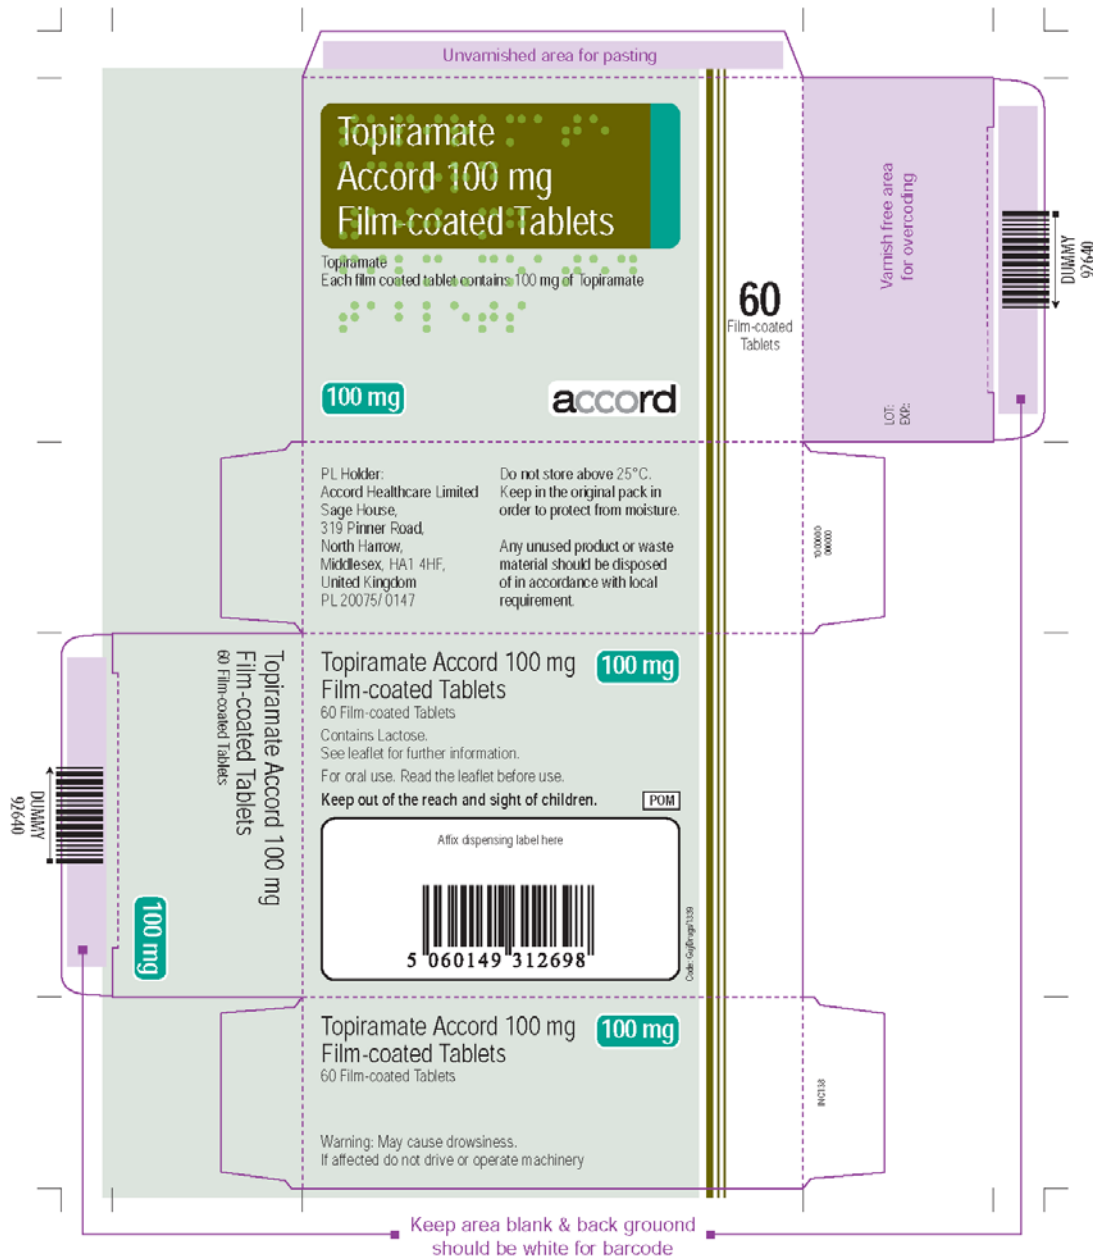 Unvarnished area for pasting
Topiramate
Accord 100 mg
Film-coated Tablets
Topiramate
Each film coated tablet contains 100 mg of Topiramate
100 mg
accord
60
Film-coated
Tablets
Varnish free area
for overcoding
LOT:
EXP.:
DUMMY
92640
PL Holder:
Accord Healthcare Limited
Sage House,
319 Pinner Road,
North Harrow,
Middlesex, HA1 4HF,
United Kingdom
PL 20075/ 0147
Do not store above 25°C.
Keep in the original pack in
order to protect from moisture.
Any unused product or waste
material should be disposed
of in accordance with local
requirement.
Topiramate Accord 100 mg
Film-coated Tablets
60 Film-coated Tablets
100 mg
DUMMY
92640
Topiramate Accord 100 mg
Film-coated Tablets
60 Film-coated Tablets
100 mg
Contains Lactose.
See leaflet for further information.
For oral use. Read the leaflet before use.
Keep out of the reach and sight of children.
POM
Affix dispensing label here
5 060149 312698
Code: Guj/Drugs/1339
Topiramate Accord 100 mg
Film-coated Tablets
60 Film-coated Tablets
100 mg
Warning: May cause drowsiness.
If affected do not drive or operate machinery
INC138
Keep area blank & back grouond
should be white for barcode